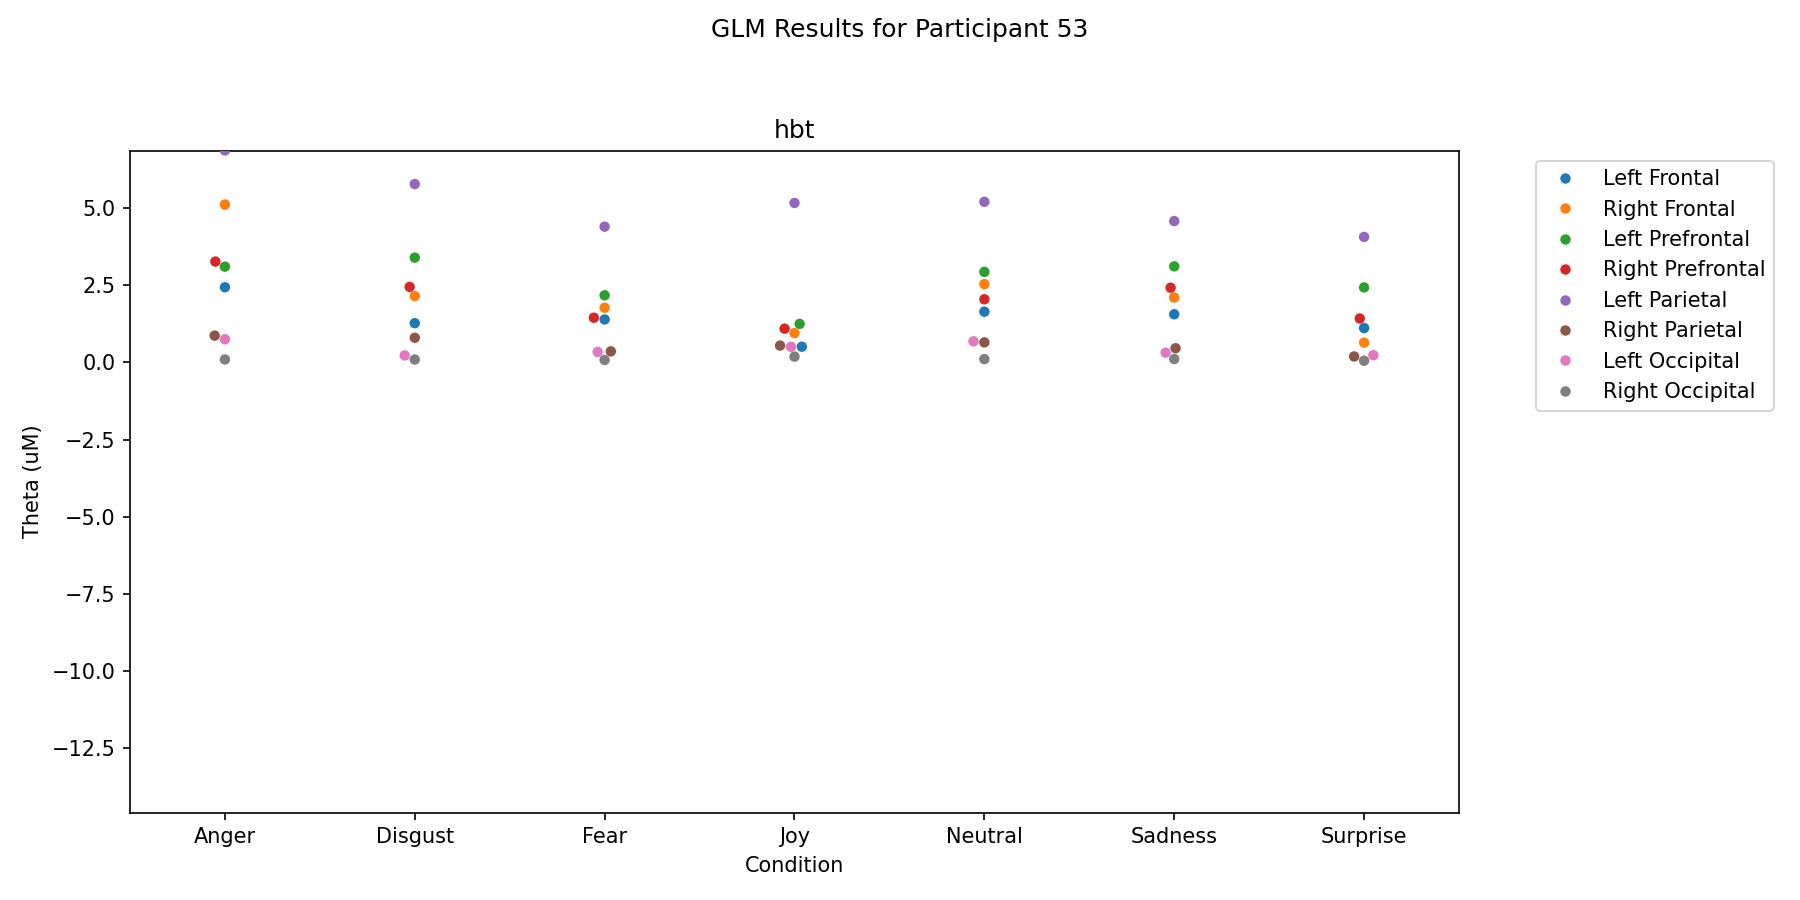 GLM Results for Participant 53
hbt
Theta (uM)
5.0
2.5
0.0
−2.5
−5.0
−7.5
−10.0
−12.5
Anger
Disgust
Fear
Joy
Neutral
Sadness
Surprise
Condition
Left Frontal
Right Frontal
Left Prefrontal
Right Prefrontal
Left Parietal
Right Parietal
Left Occipital
Right Occipital